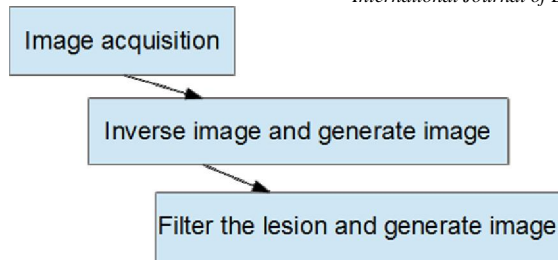 International Journal of
Image acquisition
Inverse image and generate image
Filter the lesion and generate image